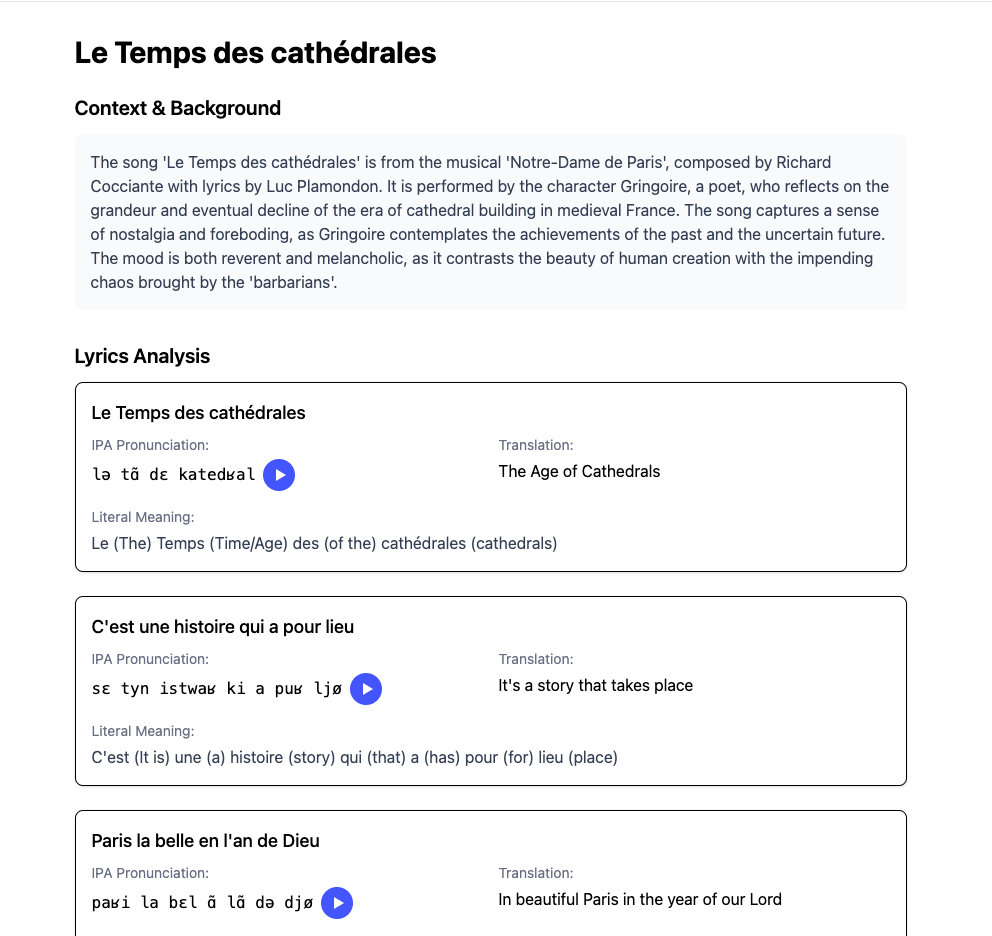 Le Temps des cathédrales
Context & Background
The song 'Le Temps des cathédrales' is from the musical 'Notre-Dame de Paris', composed by Richard
Cocciante with lyrics by Luc Plamondon. It is performed by the character Gringoire, a poet, who reflects on the
grandeur and eventual decline of the era of cathedral building in medieval France. The song captures a sense
of nostalgia and foreboding, as Gringoire contemplates the achievements of the past and the uncertain future.
The mood is both reverent and melancholic, as it contrasts the beauty of human creation with the impending
chaos brought by the 'barbarians'.
Lyrics Analysis
Le Temps des cathédrales
IPA Pronunciation:
lə tɑ̃ dɛ katedʁal
Translation:
The Age of Cathedrals
Literal Meaning:
Le (The) Temps (Time/Age) des (of the) cathédrales (cathedrals)
C'est une histoire qui a pour lieu
IPA Pronunciation:
sɛ tyn istwaʁ ki a puʁ ljø
Translation:
It's a story that takes place
Literal Meaning:
C'est (It is) une (a) histoire (story) qui (that) a (has) pour (for) lieu (place)
Paris la belle en l'an de Dieu
IPA Pronunciation:
paʁi la bɛl ɑ̃ lɑ̃ də djø
Translation:
In beautiful Paris in the year of our Lord